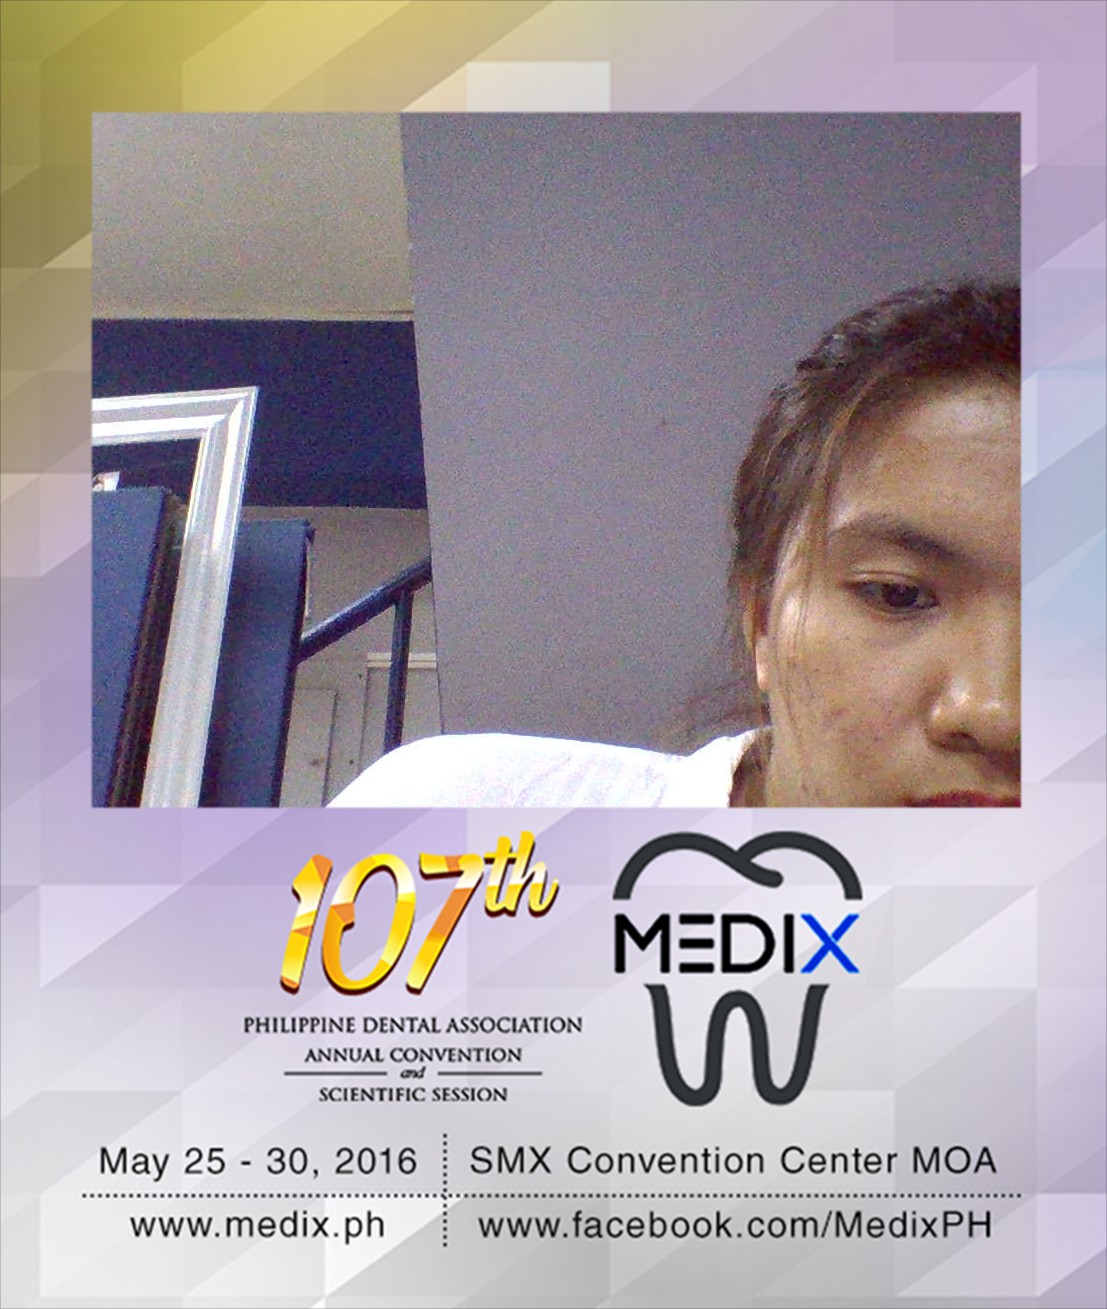 107th
PHILIPPINE DENTAL ASSOCIATION
ANNUAL CONVENTION
and
SCIENTIFIC SESSION
MEDIX
May 25 - 30, 2016
SMX Convention Center MOA
www.medix.ph
www.facebook.com/MedixPH